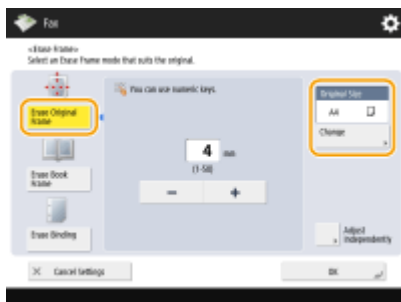 Fax
<Erase Frame>
Select an Erase Frame mode that suits the original.
Erase Original
Frame
Erase Book
Frame
Erase Binding
You can use numeric keys.
4 mm
(1-50)
− +
Original Size
A4
Change
Adjust
Independently
× Cancel Settings
OK